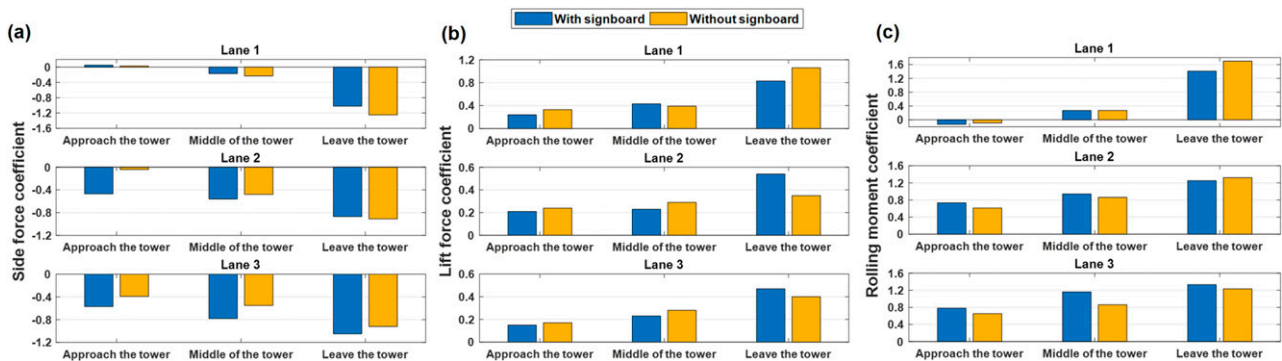 With signboard Without signboard
(a)
Side force coefficient
Lane 1
0
-0.4
-0.8
-1.2
-1.6
Approach the tower Middle of the tower Leave the tower
Lane 2
0
-0.4
-0.8
-1.2
Approach the tower Middle of the tower Leave the tower
Lane 3
0
-0.4
-0.8
-1.2
Approach the tower Middle of the tower Leave the tower
(b)
Lift force coefficient
Lane 1
1.2
0.8
0.4
0
Approach the tower Middle of the tower Leave the tower
Lane 2
0.6
0.4
0.2
0
Approach the tower Middle of the tower Leave the tower
Lane 3
0.6
0.4
0.2
0
Approach the tower Middle of the tower Leave the tower
(c)
Rolling moment coefficient
Lane 1
1.6
1.2
0.8
0.4
0
Approach the tower Middle of the tower Leave the tower
Lane 2
1.6
1.2
0.8
0.4
0
Approach the tower Middle of the tower Leave the tower
Lane 3
1.6
1.2
0.8
0.4
0
Approach the tower Middle of the tower Leave the tower